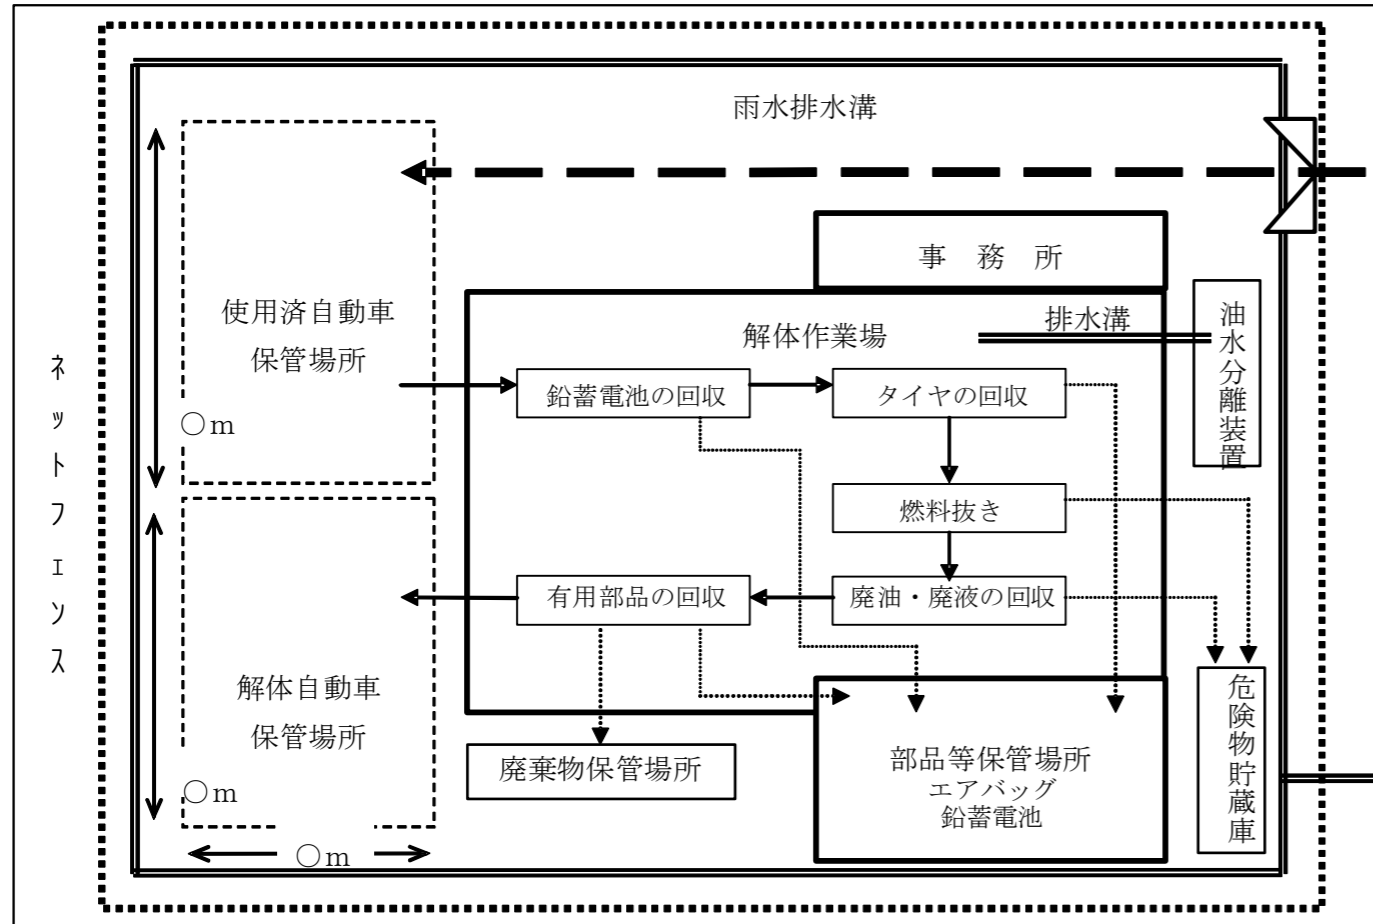 雨水排水溝
事　務　所
使用済自動車
保管場所
〇ｍ
解体作業場
排水溝
油水分離装置
鉛蓄電池の回収
タイヤの回収
燃料抜き
有用部品の回収
廃油・廃液の回収
ネットフェンス
解体自動車
保管場所
〇ｍ
〇ｍ
廃棄物保管場所
部品等保管場所
エアバッグ
鉛蓄電池
危険物貯蔵庫